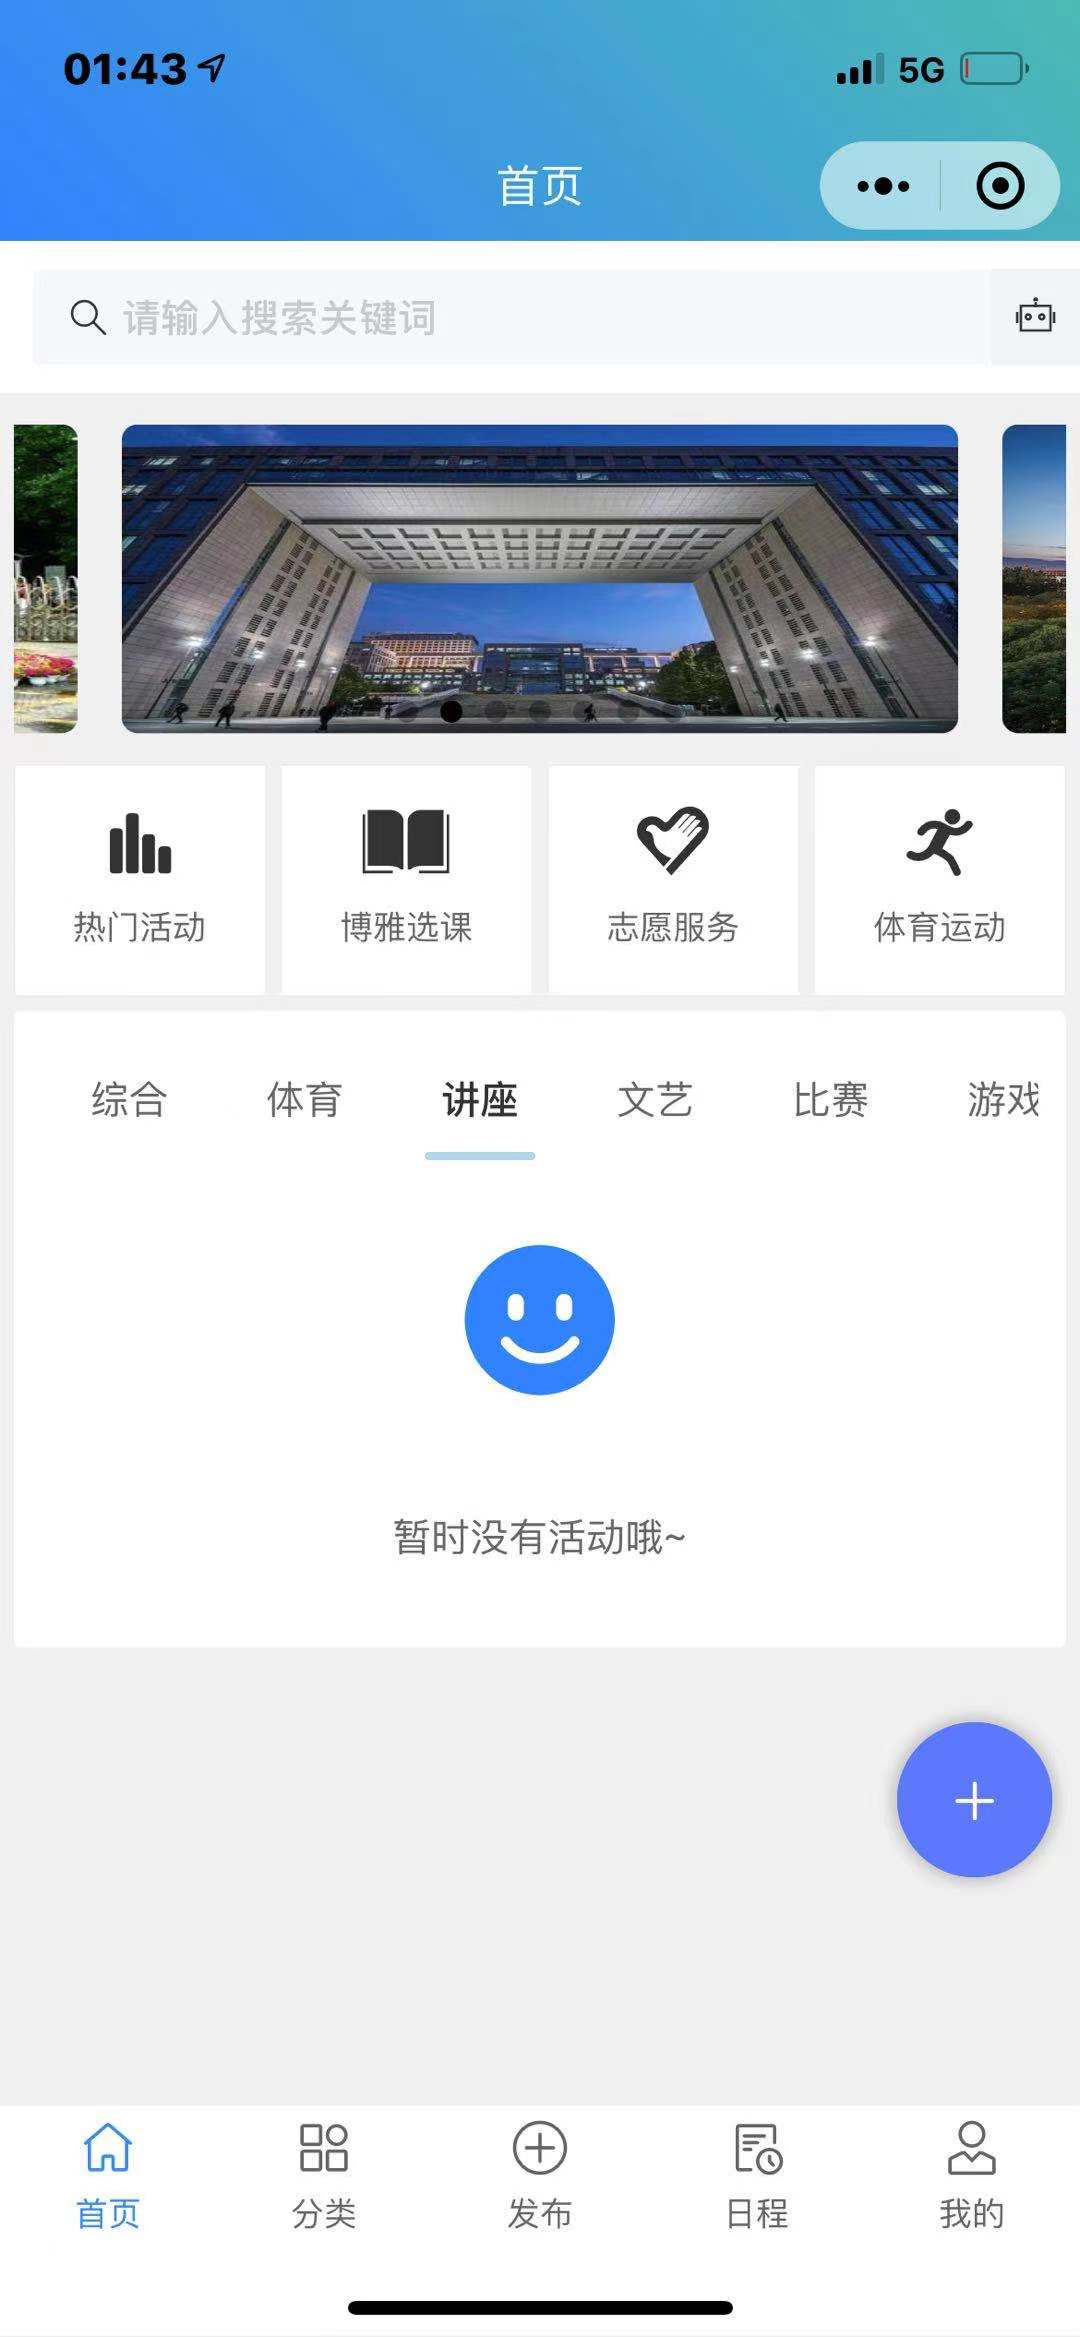 01:43
5G
首页
请输入搜索关键词
热门活动
博雅选课
志愿服务
体育运动
综合 体育 讲座 文艺 比赛 游戏
暂时没有活动哦~
首页 分类 发布 日程 我的